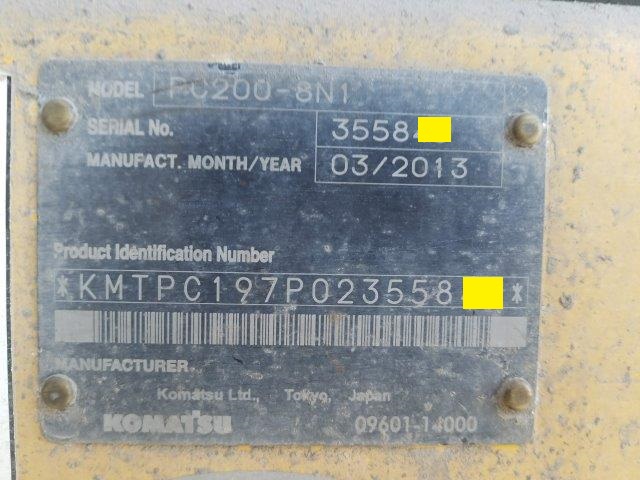 MODEL PC200-8N1
SERIAL No. 3558
MANUFACT. MONTH/YEAR 03/2013
Product Identification Number
*KMTPC197P023558 *
MANUFACTURER
Komatsu Ltd., Tokyo, Japan
KOMATSU 09601-14000